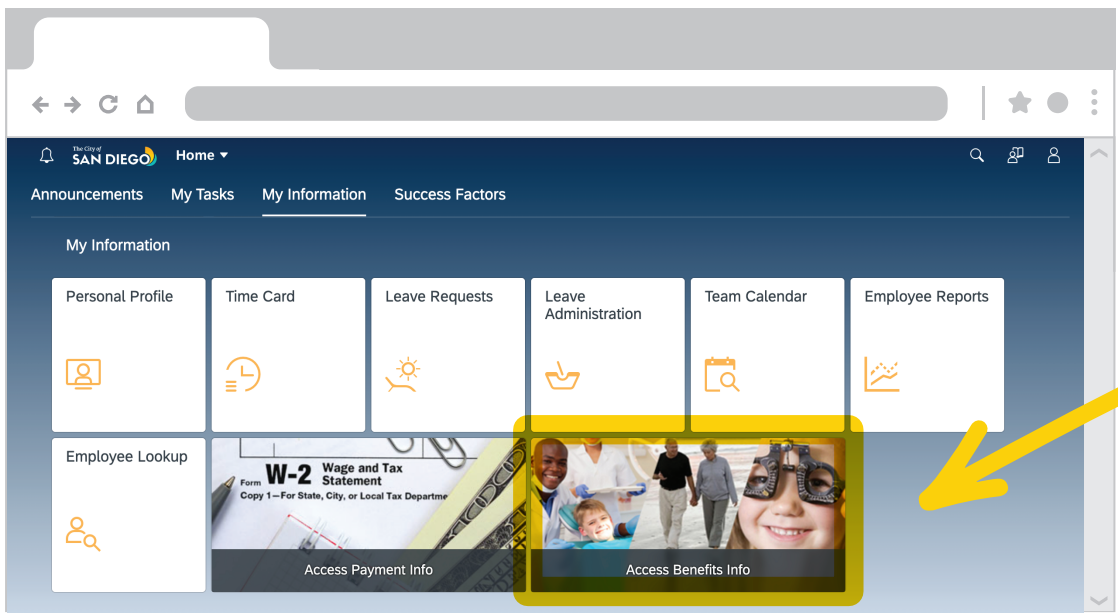 The City of
SAN DIEGO
Home
Announcements
My Tasks
My Information
Success Factors
My Information
Personal Profile
Time Card
Leave Requests
Leave
Administration
Team Calendar
Employee Reports
Employee Lookup
Form W-2 Wage and Tax
Statement
Copy 1—For State, City, or Local Tax Departme
Access Payment Info
Access Benefits Info